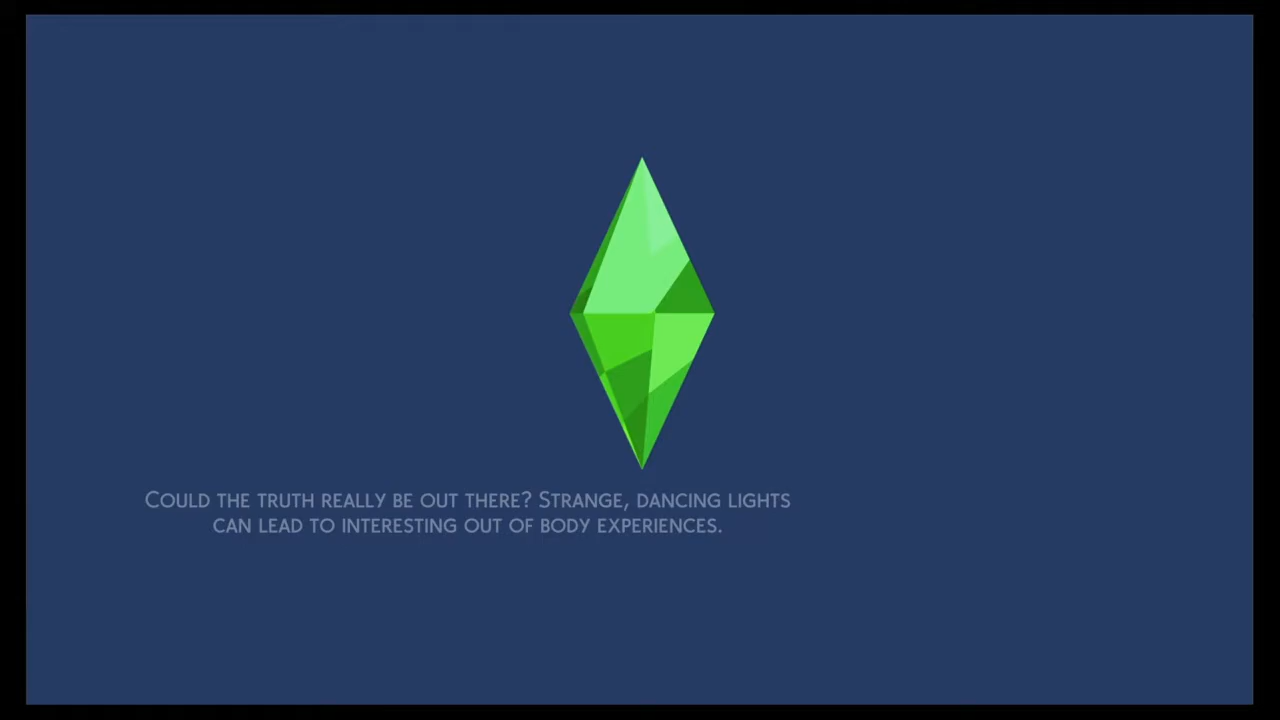 Could the truth really be out there? Strange, dancing lights
can lead to interesting out of body experiences.